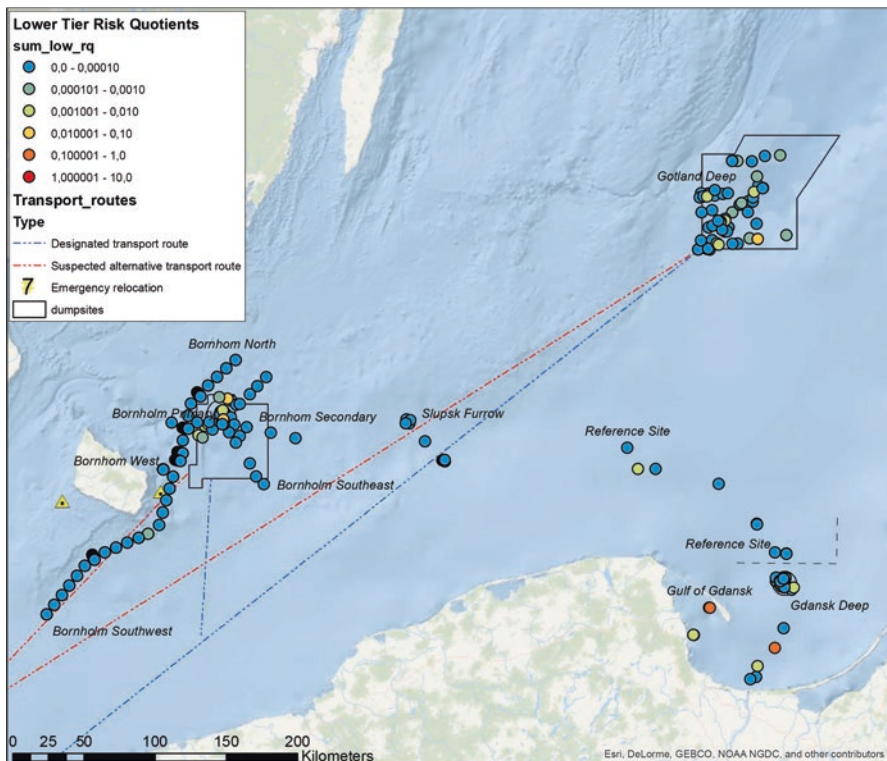 Lower Tier Risk Quotients
sum_low_rq
0,0 - 0,00010
0,000101 - 0,0010
0,001001 - 0,010
0,010001 - 0,10
0,100001 - 1,0
1,000001 - 10,0
Transport_routes
Type
Designated transport route
Suspected alternative transport route
7 Emergency relocation
dumpsites
Gotland Deep
Bornhom North
Bornholm
Bornhom Secondary
Slupsk Furrow
Reference Site
Bornhom West
Bornholm Southeast
Reference Site
Gulf of Gdansk
Gdansk Deep
Bornholm Southwest
0 50 100 150 200
Kilometers
Esri, DeLorme, GEBCO, NOAA NGDC, and other contributors